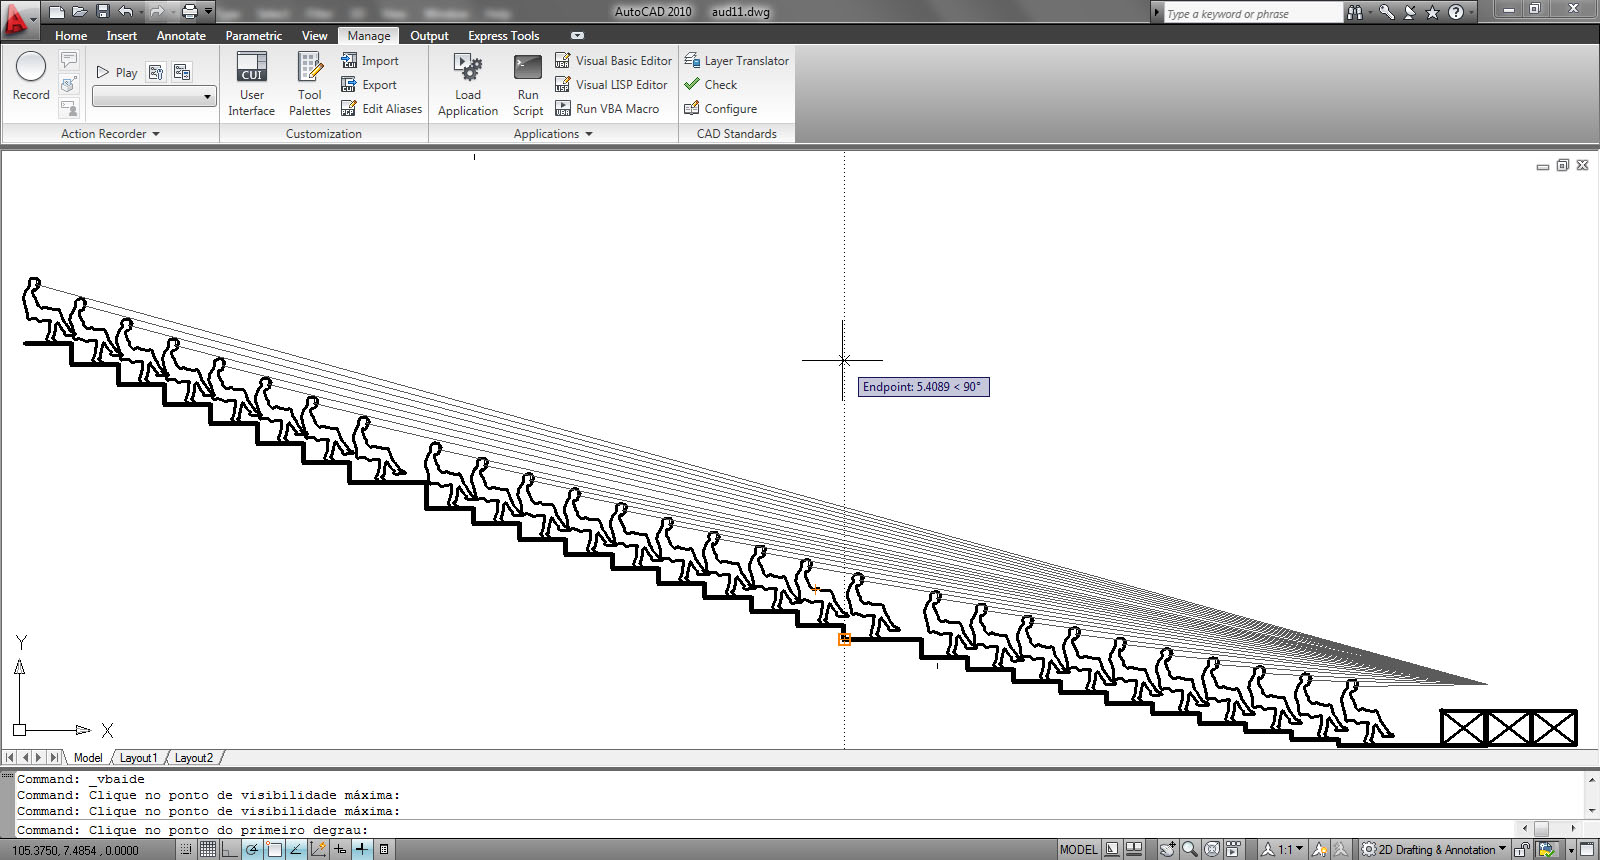 AutoCAD 2010 aud11.dwg
Type a keyword or phrase
Home Insert Annotate Parametric View Manage Output Express Tools
Record
Play
CUI
User Interface
Tool Palettes
Import
Export
Edit Aliases
Load Application
Run Script
Visual Basic Editor
Visual LISP Editor
Run VBA Macro
Layer Translator
Check
Configure
Action Recorder Customization Applications CAD Standards
Endpoint: 5.4089 < 90°
Y
X
Model Layout1 Layout2
Command: _vbaide
Command: Clique no ponto de visibilidade máxima:
Command: Clique no ponto de visibilidade máxima:
Command: Clique no ponto do primeiro degrau:
105.3750, 7.4854 , 0.0000 MODEL 1:1 2D Drafting & Annotation